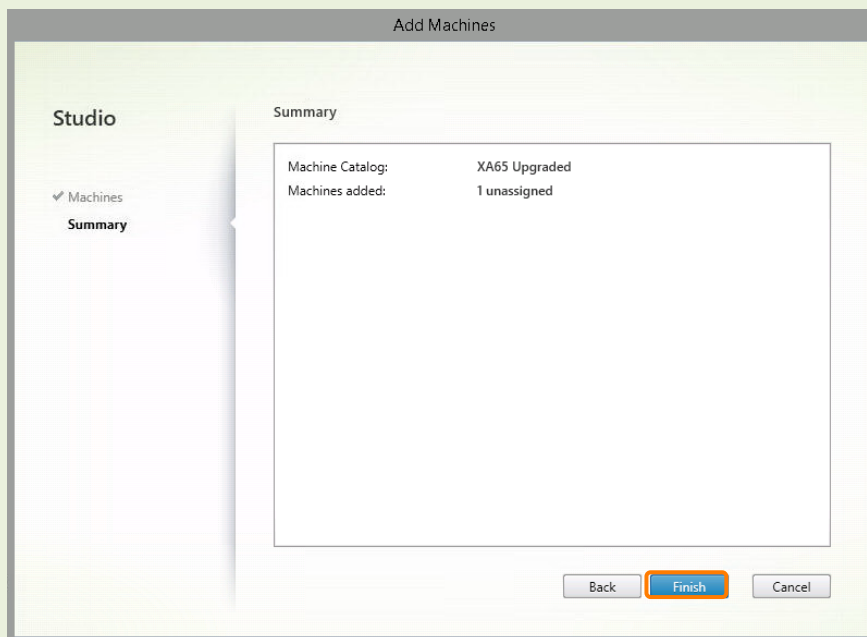 Add Machines
Studio
Machines
Summary
Summary
Machine Catalog: XA65 Upgraded
Machines added: 1 unassigned
Back Finish Cancel